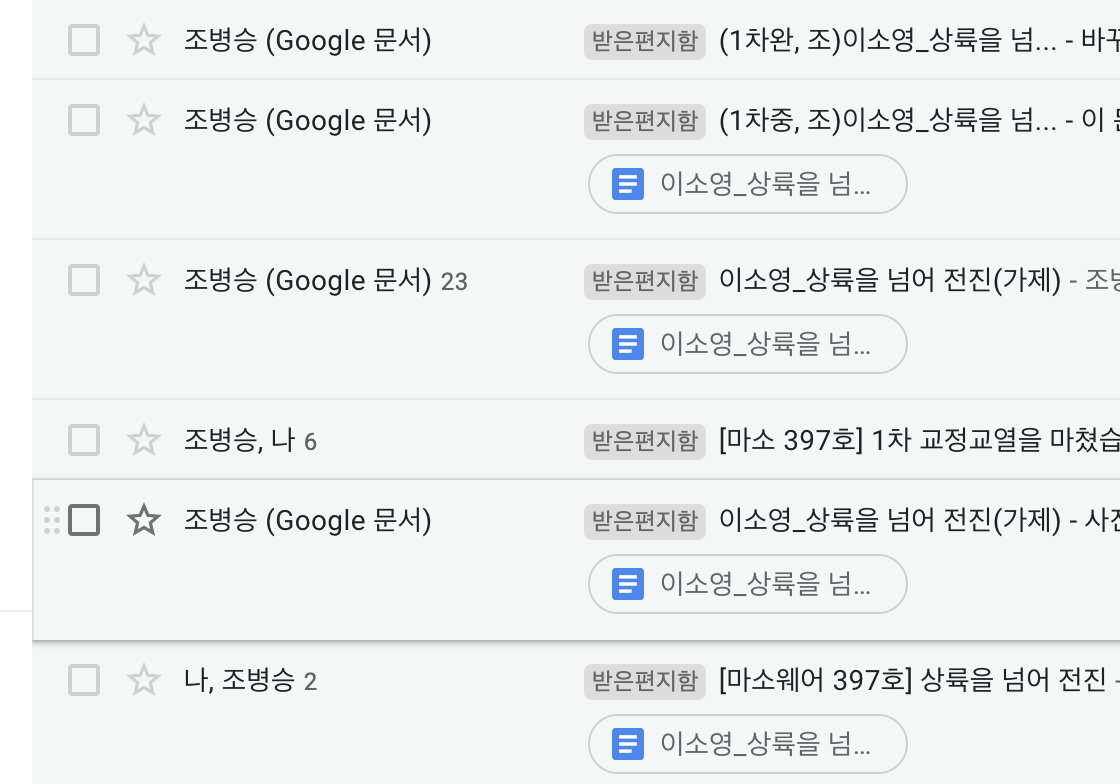 조병승 (Google 문서) 받은편지함 (1차완, 조)이소영_상륙을 넘... -
조병승 (Google 문서) 받은편지함 (1차중, 조)이소영_상륙을 넘... - 이
이소영_상륙을 넘...
조병승 (Google 문서) 23 받은편지함 이소영_상륙을 넘어 전진(가제) -
이소영_상륙을 넘...
조병승, 나 6 받은편지함 [마소 397호] 1차 교정교열을 마쳤습
조병승 (Google 문서) 받은편지함 이소영_상륙을 넘어 전진(가제) -
이소영_상륙을 넘...
나, 조병승 2 받은편지함 [마소웨어 397호] 상륙을 넘어 전진 -
이소영_상륙을 넘...